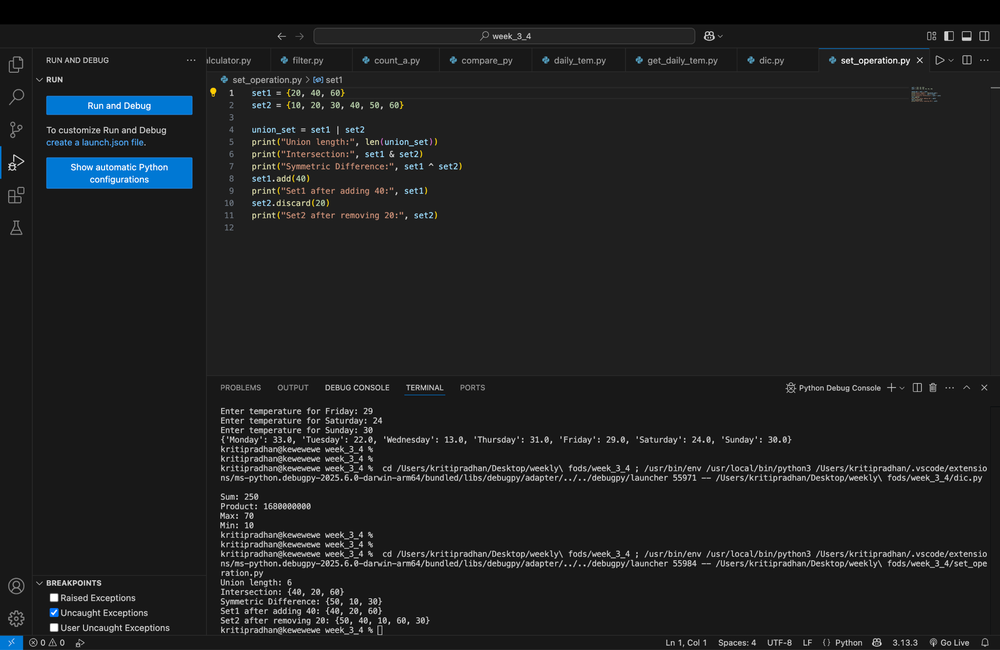 week_3_4
RUN AND DEBUG
RUN
Run and Debug
To customize Run and Debug
create a launch.json file.
Show automatic Python
configurations
BREAKPOINTS
Raised Exceptions
Uncaught Exceptions
User Uncaught Exceptions
alculator.py
filter.py
count_a.py
compare_py
daily_tem.py
get_daily_tem.py
dic.py
set_operation.py
set_operation.py > set1
1 set1 = {20, 40, 60}
2 set2 = {10, 20, 30, 40, 50, 60}
3
4 union_set = set1 | set2
5 print("Union length:", len(union_set))
6 print("Intersection:", set1 & set2)
7 print("Symmetric Difference:", set1 ^ set2)
8 set1.add(40)
9 print("Set1 after adding 40:", set1)
10 set2.discard(20)
11 print("Set2 after removing 20:", set2)
12
PROBLEMS OUTPUT DEBUG CONSOLE TERMINAL PORTS
Python Debug Console
Enter temperature for Friday: 29
Enter temperature for Saturday: 24
Enter temperature for Sunday: 30
{'Monday': 33.0, 'Tuesday': 22.0, 'Wednesday': 13.0, 'Thursday': 31.0, 'Friday': 29.0, 'Saturday': 24.0, 'Sunday': 30.0}
kritipradhan@kewewewe week_3_4 %
kritipradhan@kewewewe week_3_4 %
kritipradhan@kewewewe week_3_4 %  cd /Users/kritipradhan/Desktop/weekly\ fods/week_3_4 ; /usr/bin/env /usr/local/bin/python3 /Users/kritipradhan/.vscode/extensio
ns/ms-python.debugpy-2025.6.0-darwin-arm64/bundled/libs/debugpy/adapter/../../debugpy/launcher 55971 -- /Users/kritipradhan/Desktop/weekly\ fods/week_3_4/dic.py
Sum: 250
Product: 1680000000
Max: 70
Min: 10
kritipradhan@kewewewe week_3_4 %
kritipradhan@kewewewe week_3_4 %
kritipradhan@kewewewe week_3_4 %  cd /Users/kritipradhan/Desktop/weekly\ fods/week_3_4 ; /usr/bin/env /usr/local/bin/python3 /Users/kritipradhan/.vscode/extensio
ns/ms-python.debugpy-2025.6.0-darwin-arm64/bundled/libs/debugpy/adapter/../../debugpy/launcher 55984 -- /Users/kritipradhan/Desktop/weekly\ fods/week_3_4/set_ope
ration.py
Union length: 6
Intersection: {40, 20, 60}
Symmetric Difference: {50, 10, 30}
Set1 after adding 40: {40, 20, 60}
Set2 after removing 20: {50, 40, 10, 60, 30}
kritipradhan@kewewewe week_3_4 %
0 0
Ln 1, Col 1 Spaces: 4 UTF-8 LF {} Python 3.13.3 Go Live